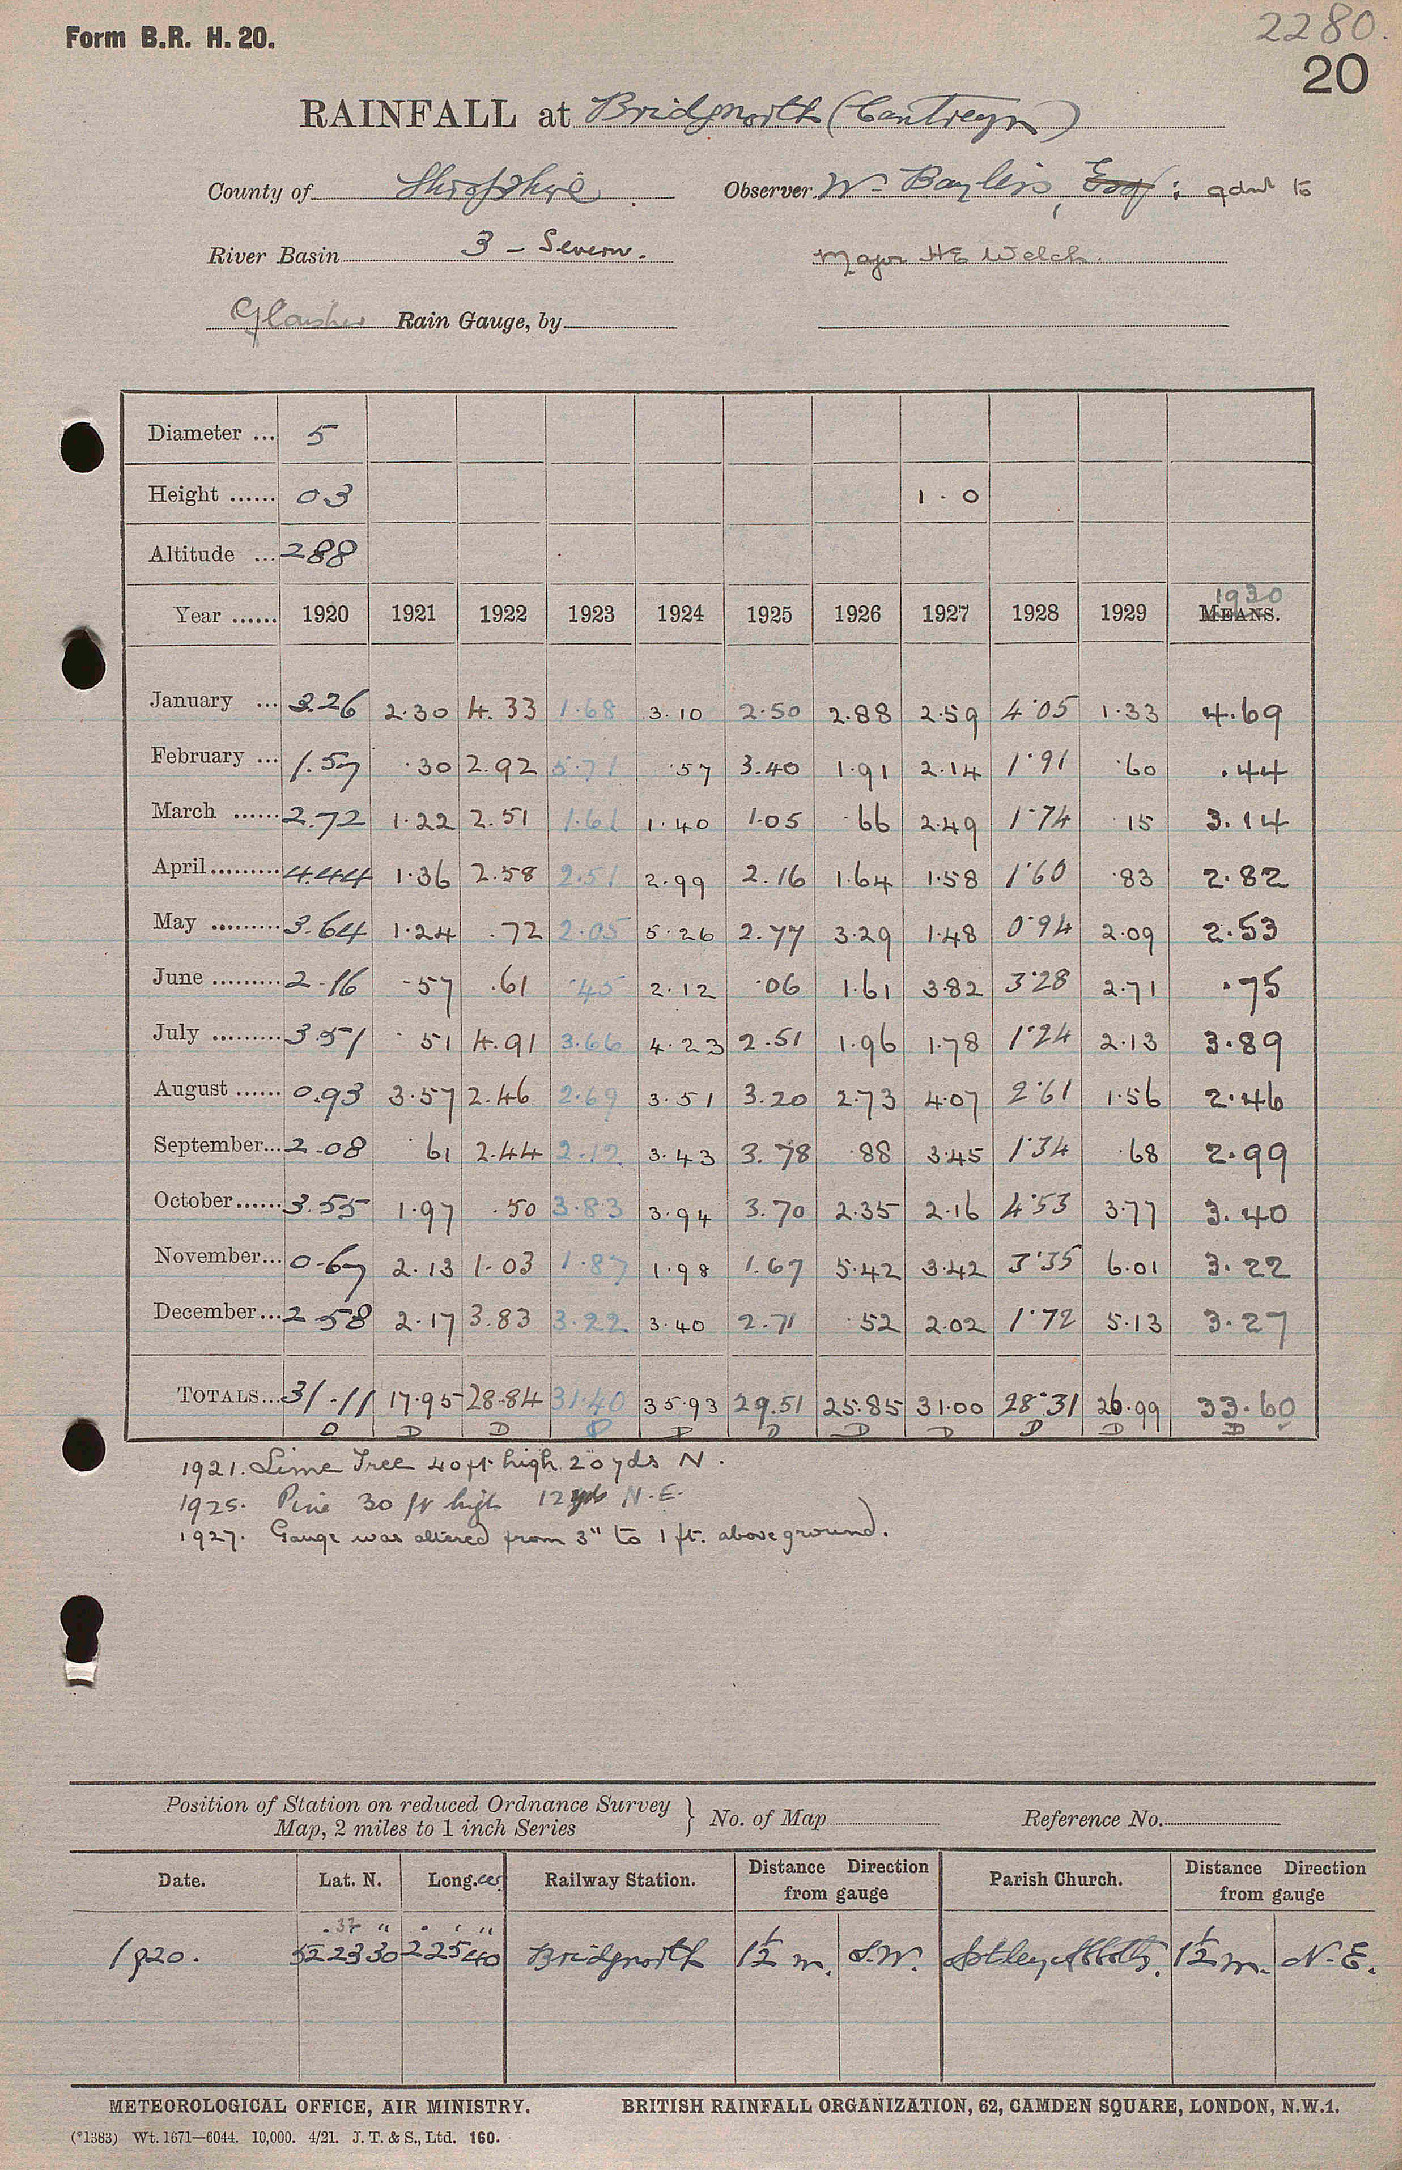 Form B.R. H. 20.
2280.
20
RAINFALL at Bridgnorth (Cantreyn)
County of Shropshire. Observer W. Bayliss, Esq; gdnr to
River Basin 3 - Severn. Major HE Welch.
Glaisher Rain Gauge, by
Diameter ... 5
Height ...... 0.3 1.0
Altitude ... 288
1930
Year ...... 1920 1921 1922 1923 1924 1925 1926 1927 1928 1929 MEANS.
January ... 3.26 2.30 4.33 1.68 3.10 2.50 2.88 2.59 4.05 1.33 4.69
February ... 1.57 .30 2.92 5.71 .57 3.40 1.91 2.14 1.91 .60 .44
March ...... 2.72 1.22 2.51 1.61 1.40 1.05 .66 2.49 1.74 .15 3.14
April ......... 4.44 1.36 2.58 2.51 2.99 2.16 1.64 1.58 1.60 .83 2.82
May ......... 3.64 1.24 .72 2.05 5.26 2.77 3.29 1.48 0.94 2.09 2.53
June ......... 2.16 .57 .61 .45 2.12 .06 1.61 3.82 3.28 2.71 .75
July ......... 3.51 .51 4.91 3.66 4.23 2.51 1.96 1.78 1.24 2.13 3.89
August ...... 0.93 3.57 2.46 2.69 3.51 3.20 2.73 4.07 2.61 1.56 2.46
September... 2.08 .61 2.44 2.12 3.43 3.78 .88 3.45 1.34 .68 2.99
October...... 3.55 1.97 .50 3.83 3.94 3.70 2.35 2.16 4.53 3.77 3.40
November... 0.67 2.13 1.03 1.87 1.98 1.67 5.42 3.42 3.35 6.01 3.22
December... 2.58 2.17 3.83 3.22 3.40 2.71 .52 2.02 1.72 5.13 3.27
TOTALS... 31.11 17.95 28.84 31.40 35.93 29.51 25.85 31.00 28.31 26.99 33.60
D D D D D D D D D D D
1921. Lime Tree 40 ft high 20 yds N.
1925. Pine 30 ft high 12 yds N.E.
1927. Gauge was altered from 3" to 1 ft. above ground.
Position of Station on reduced Ordnance Survey
Map, 2 miles to 1 inch Series } No. of Map Reference No.
Date. Lat. N. Long. W. Railway Station. Distance Direction from gauge Parish Church. Distance Direction from gauge
1920. 52 23 30 2 25 40 Bridgnorth 1½ m. S.W. Astley Abbotts. 1½ m. N.E.
METEOROLOGICAL OFFICE, AIR MINISTRY. BRITISH RAINFALL ORGANIZATION, 62, CAMDEN SQUARE, LONDON, N.W.1.
(*1383) Wt. 1671—6044. 10,000. 4/21. J. T. & S., Ltd. 160.